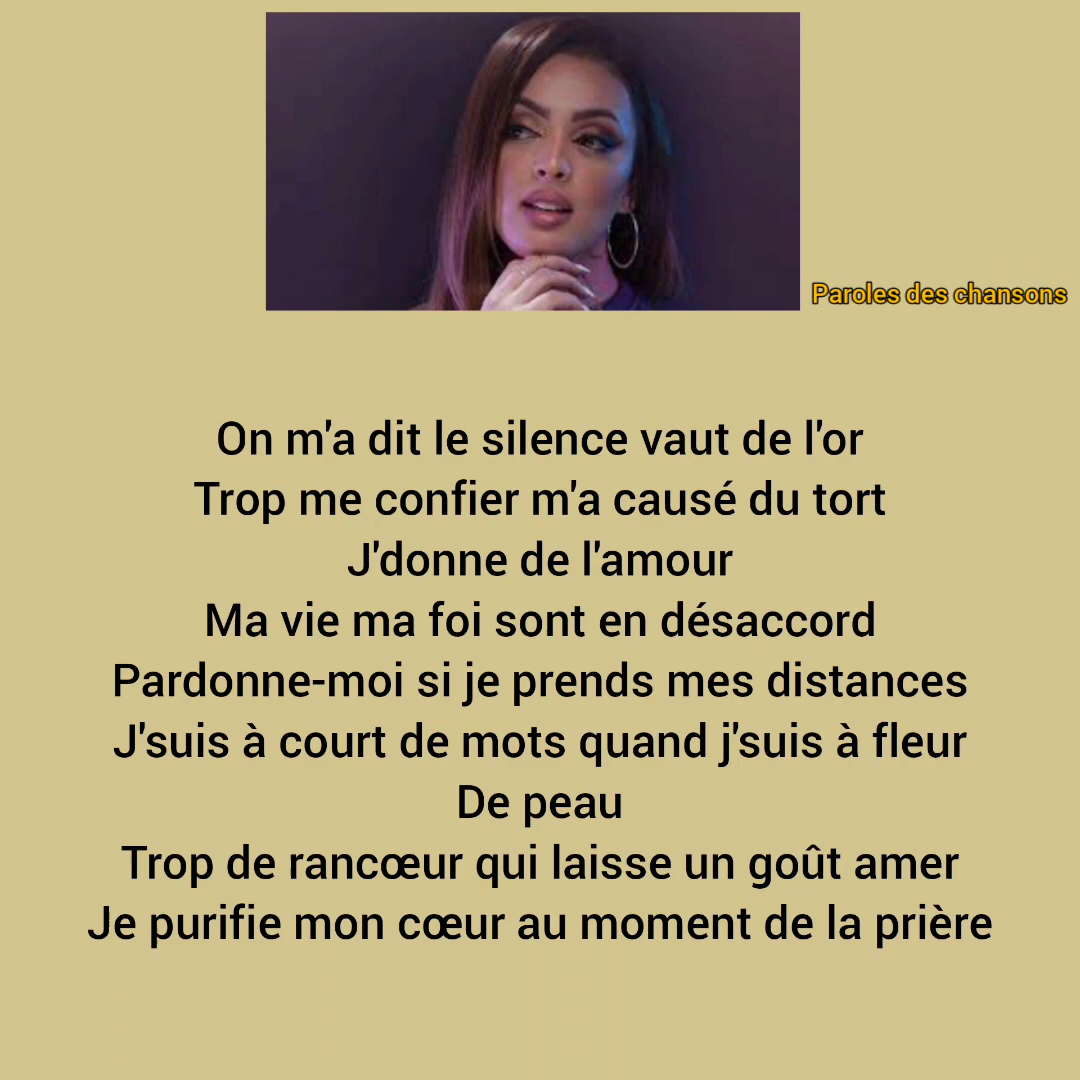 Paroles des chansons
On m'a dit le silence vaut de l'or
Trop me confier m'a causé du tort
J'donne de l'amour
Ma vie ma foi sont en désaccord
Pardonne-moi si je prends mes distances
J'suis à court de mots quand j'suis à fleur
De peau
Trop de rancœur qui laisse un goût amer
Je purifie mon cœur au moment de la prière